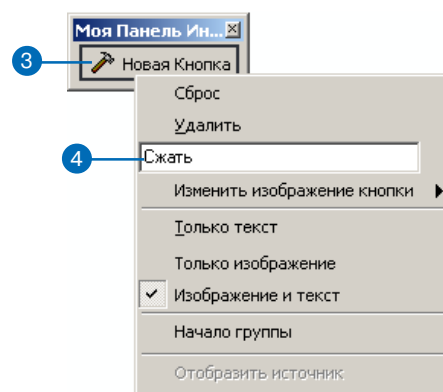 Моя Панель Ин...
3
Новая Кнопка
Сброс
Удалить
4
Сжать
Изменить изображение кнопки
Только текст
Только изображение
Изображение и текст
Начало группы
Отобразить источник